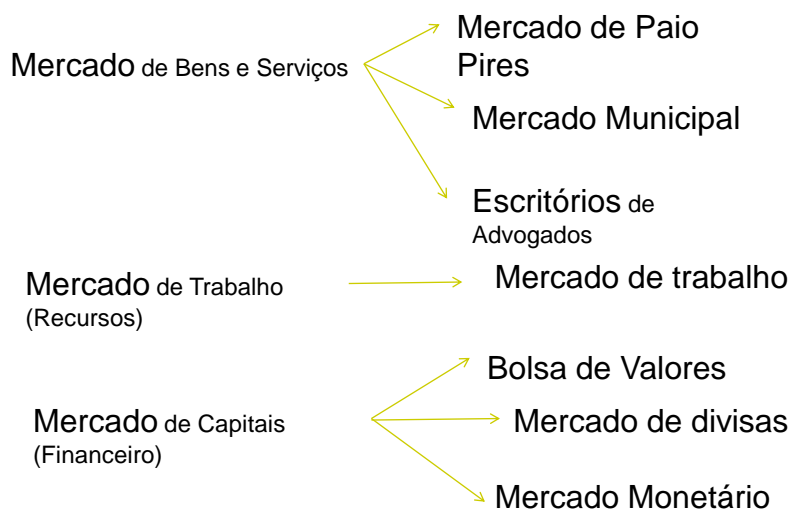 Mercado de Bens e Serviços
Mercado de Paio
Pires
Mercado Municipal
Escritórios de
Advogados
Mercado de Trabalho
(Recursos)
Mercado de trabalho
Mercado de Capitais
(Financeiro)
Bolsa de Valores
Mercado de divisas
Mercado Monetário